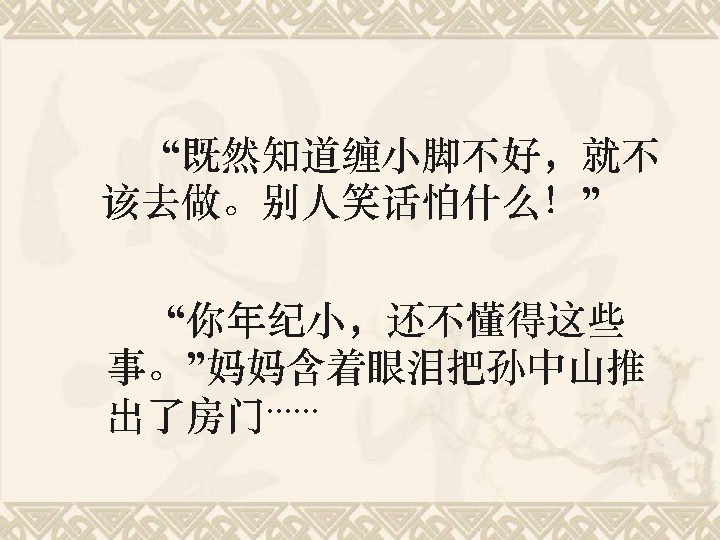 “既然知道缠小脚不好，就不
该去做。别人笑话怕什么！”
“你年纪小，还不懂得这些
事。”妈妈含着眼泪把孙中山推
出了房门……